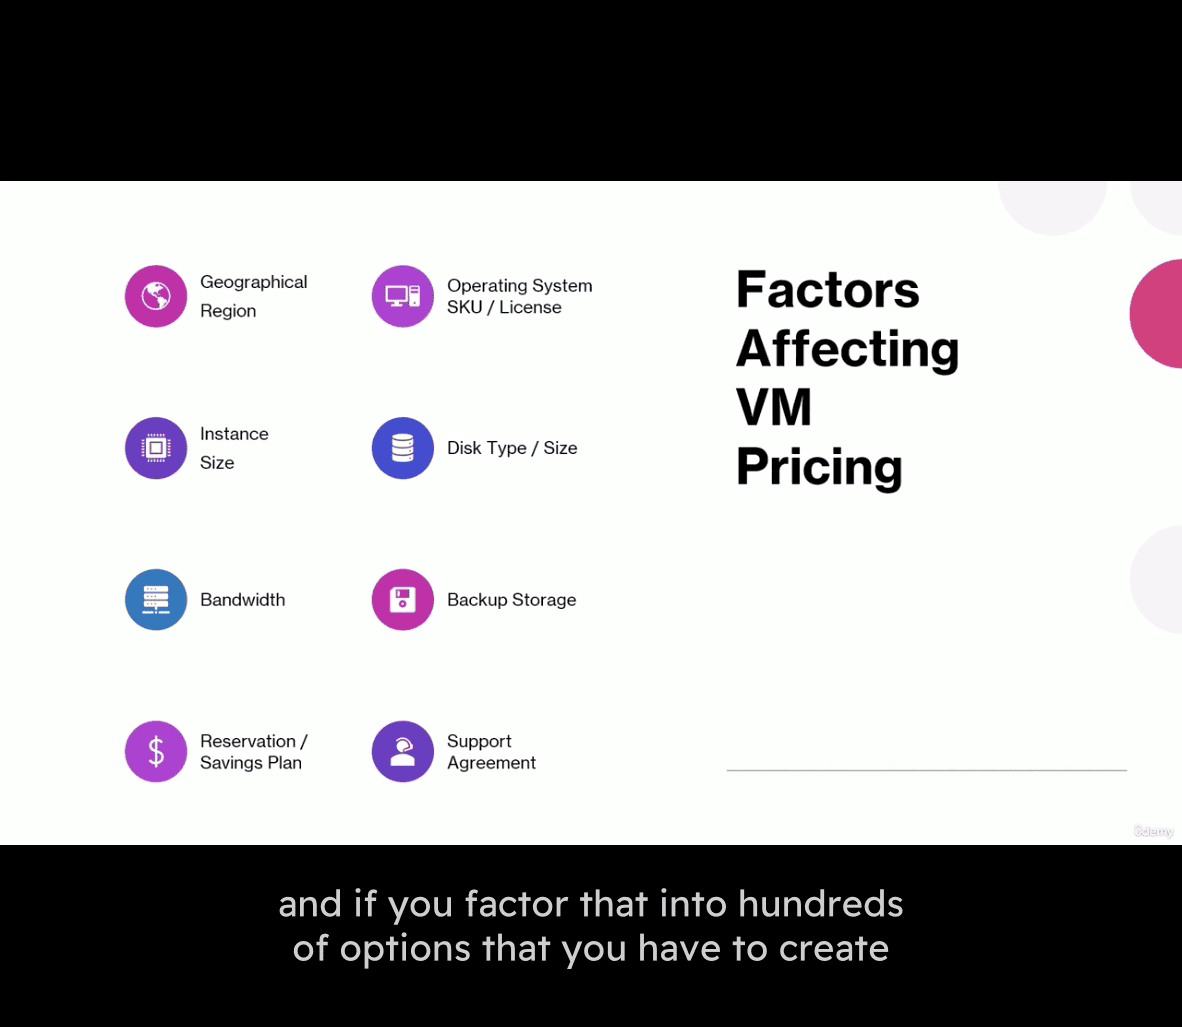 Geographical
Region
Operating System
SKU / License
Instance
Size
Disk Type / Size
Bandwidth
Backup Storage
Reservation /
Savings Plan
Support
Agreement
Factors
Affecting
VM
Pricing
ûdemy
and if you factor that into hundreds
of options that you have to create